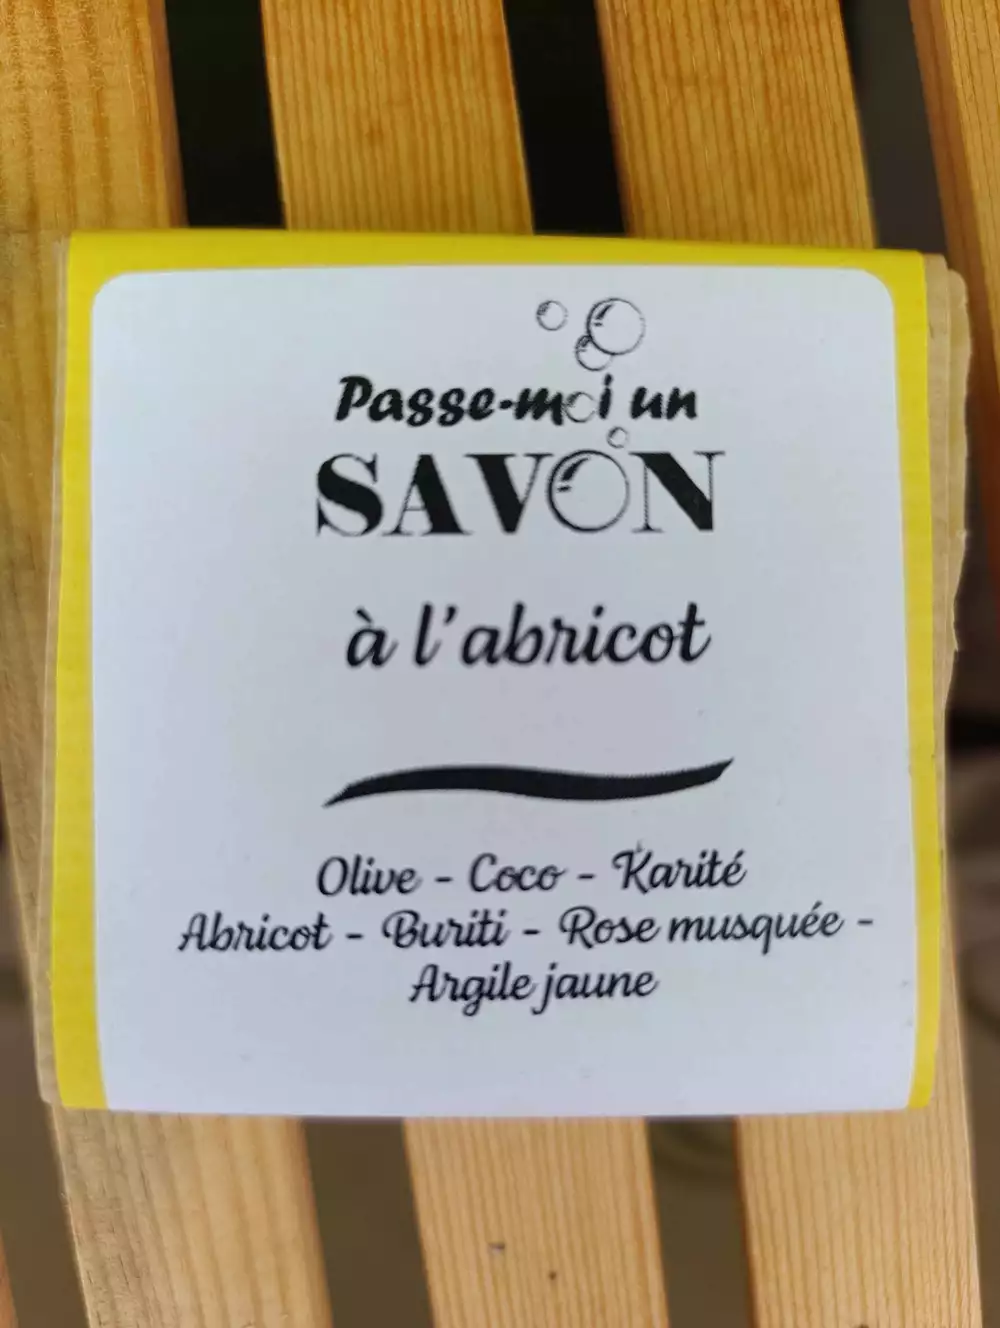 Passe-moi un
SAVON
à l'abricot
Olive - Coco - Karité
Abricot - Buriti - Rose musquée -
Argile jaune